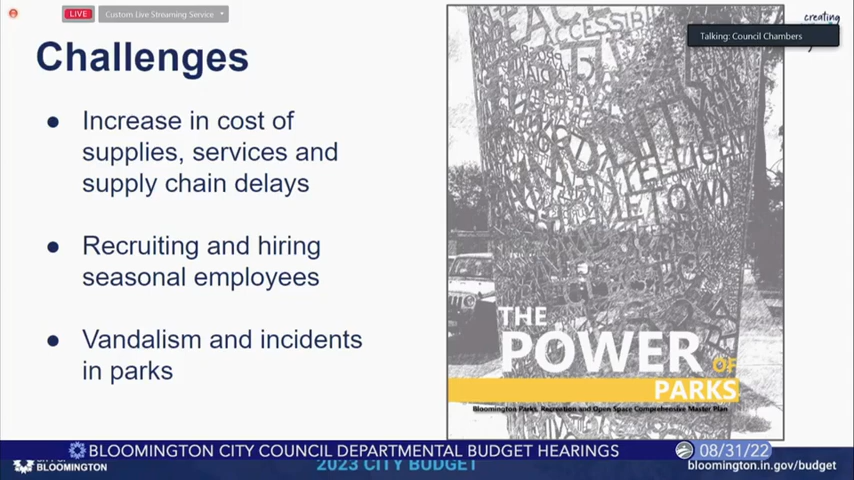 LIVE
Custom Live Streaming Service
creating
Talking: Council Chambers
Challenges
• Increase in cost of
supplies, services and
supply chain delays
• Recruiting and hiring
seasonal employees
• Vandalism and incidents
in parks
ACCESSIBI
THE
POWER
OF
PARKS
Bloomington Parks, Recreation and Open Space Comprehensive Master Plan
BLOOMINGTON CITY COUNCIL DEPARTMENTAL BUDGET HEARINGS
08/31/22
BLOOMINGTON
2023 CITY BUDGET
bloomington.in.gov/budget